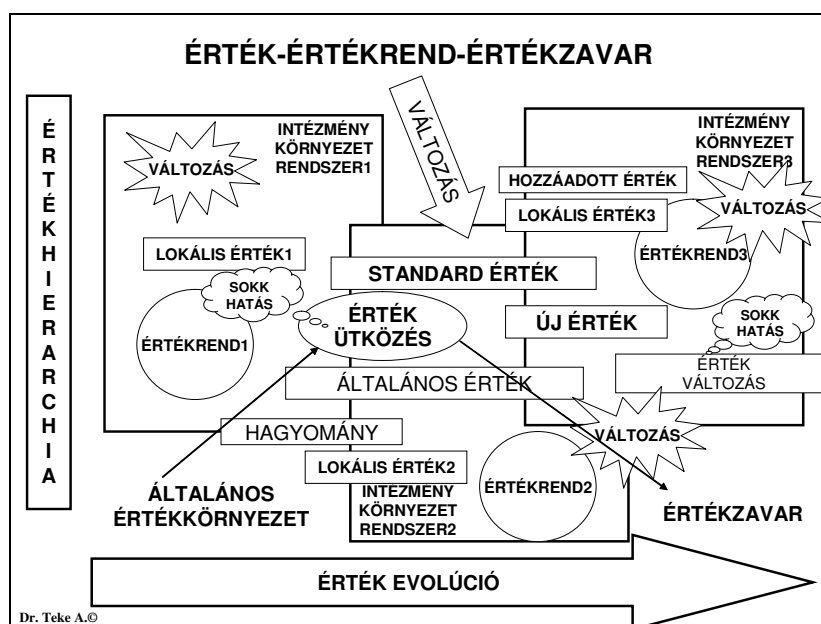 ÉRTÉK-ÉRTÉKREND-ÉRTÉKZAVAR
ÉRTÉKHIERARCHIA
VÁLTOZÁS
INTÉZMÉNY
KÖRNYEZET
RENDSZER1
VÁLTOZÁS
INTÉZMÉNY
KÖRNYEZET
RENDSZER3
HOZZÁADOTT ÉRTÉK
VÁLTOZÁS
LOKÁLIS ÉRTÉK3
LOKÁLIS ÉRTÉK1
ÉRTÉKREND3
STANDARD ÉRTÉK
SOKK
HATÁS
ÉRTÉK
ÜTKÖZÉS
ÚJ ÉRTÉK
SOKK
HATÁS
ÉRTÉKREND1
ÉRTÉK
VÁLTOZÁS
ÁLTALÁNOS ÉRTÉK
HAGYOMÁNY
VÁLTOZÁS
LOKÁLIS ÉRTÉK2
ÉRTÉKREND2
INTÉZMÉNY
KÖRNYEZET
RENDSZER2
ÁLTALÁNOS
ÉRTÉKKÖRNYEZET
ÉRTÉKZAVAR
ÉRTÉK EVOLÚCIÓ
Dr. Teke A.©